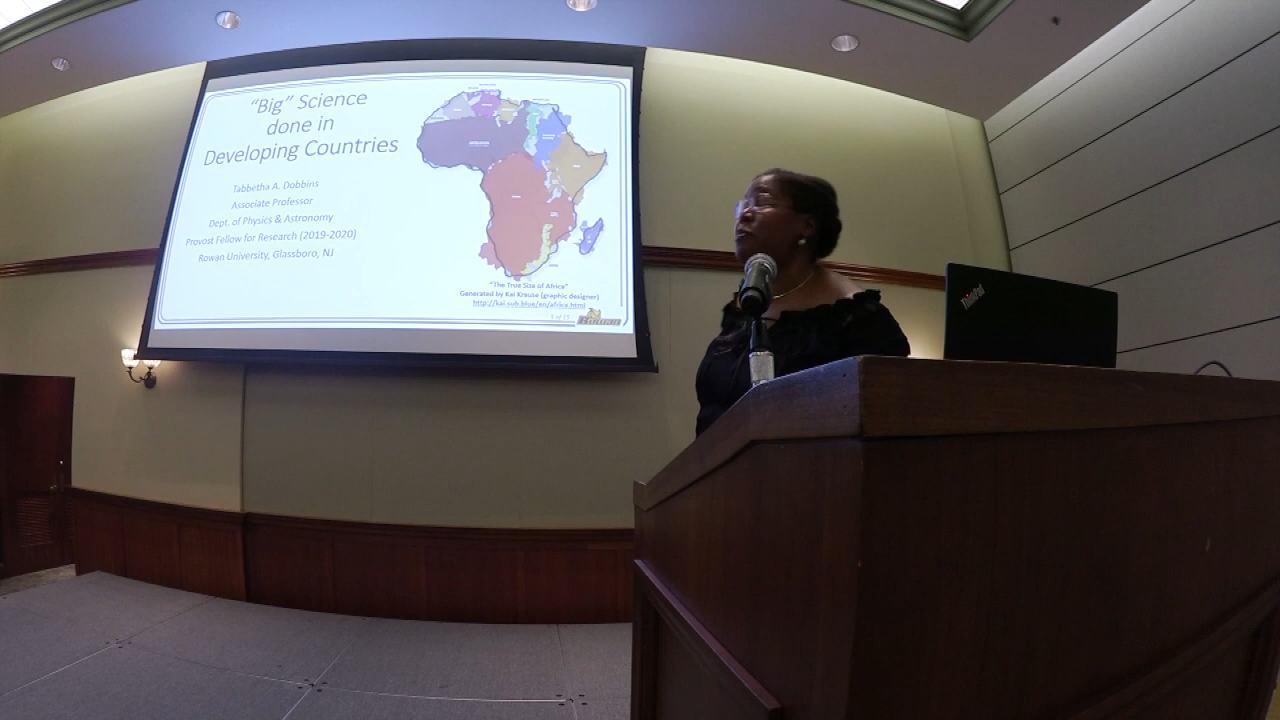 "Big" Science
done in
Developing Countries
Tabbetha A. Dobbins
Associate Professor
Dept. of Physics & Astronomy
Provost Fellow for Research (2019-2020)
Rowan University, Glassboro, NJ
"The True Size of Africa"
Generated by Kai Krause (graphic designer)
http://kai.sub.blue/en/africa.html
ThinkPad